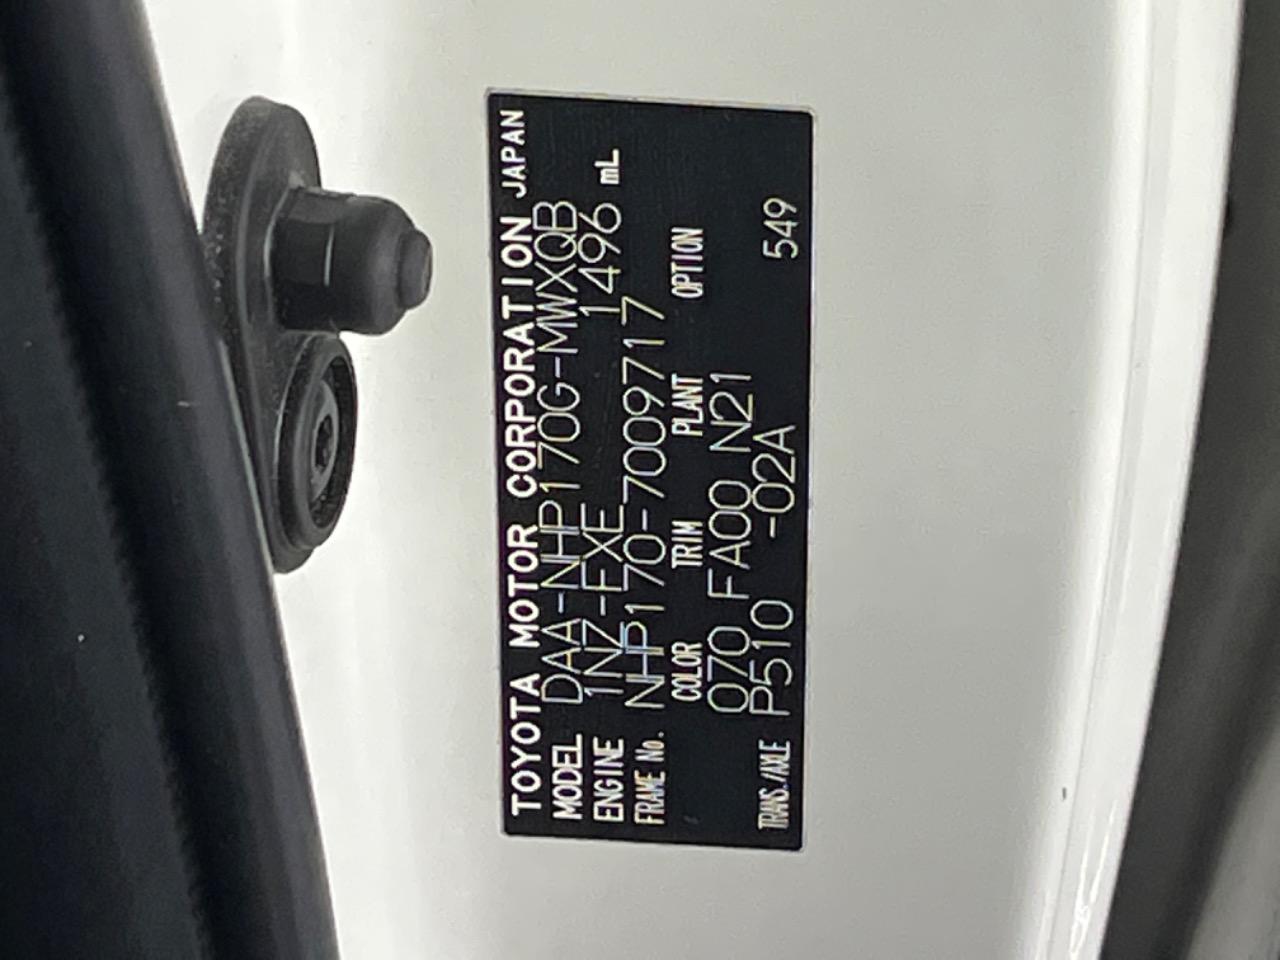 TOYOTA MOTOR CORPORATION JAPAN
MODEL DAA-NHP170G-MWXQB
ENGINE 1NZ-FXE 1496 mL
FRAME No. NHP170-7009717
COLOR TRIM PLANT OPTION
070 FA00 N21
TRANS./AXLE P510 -02A 549